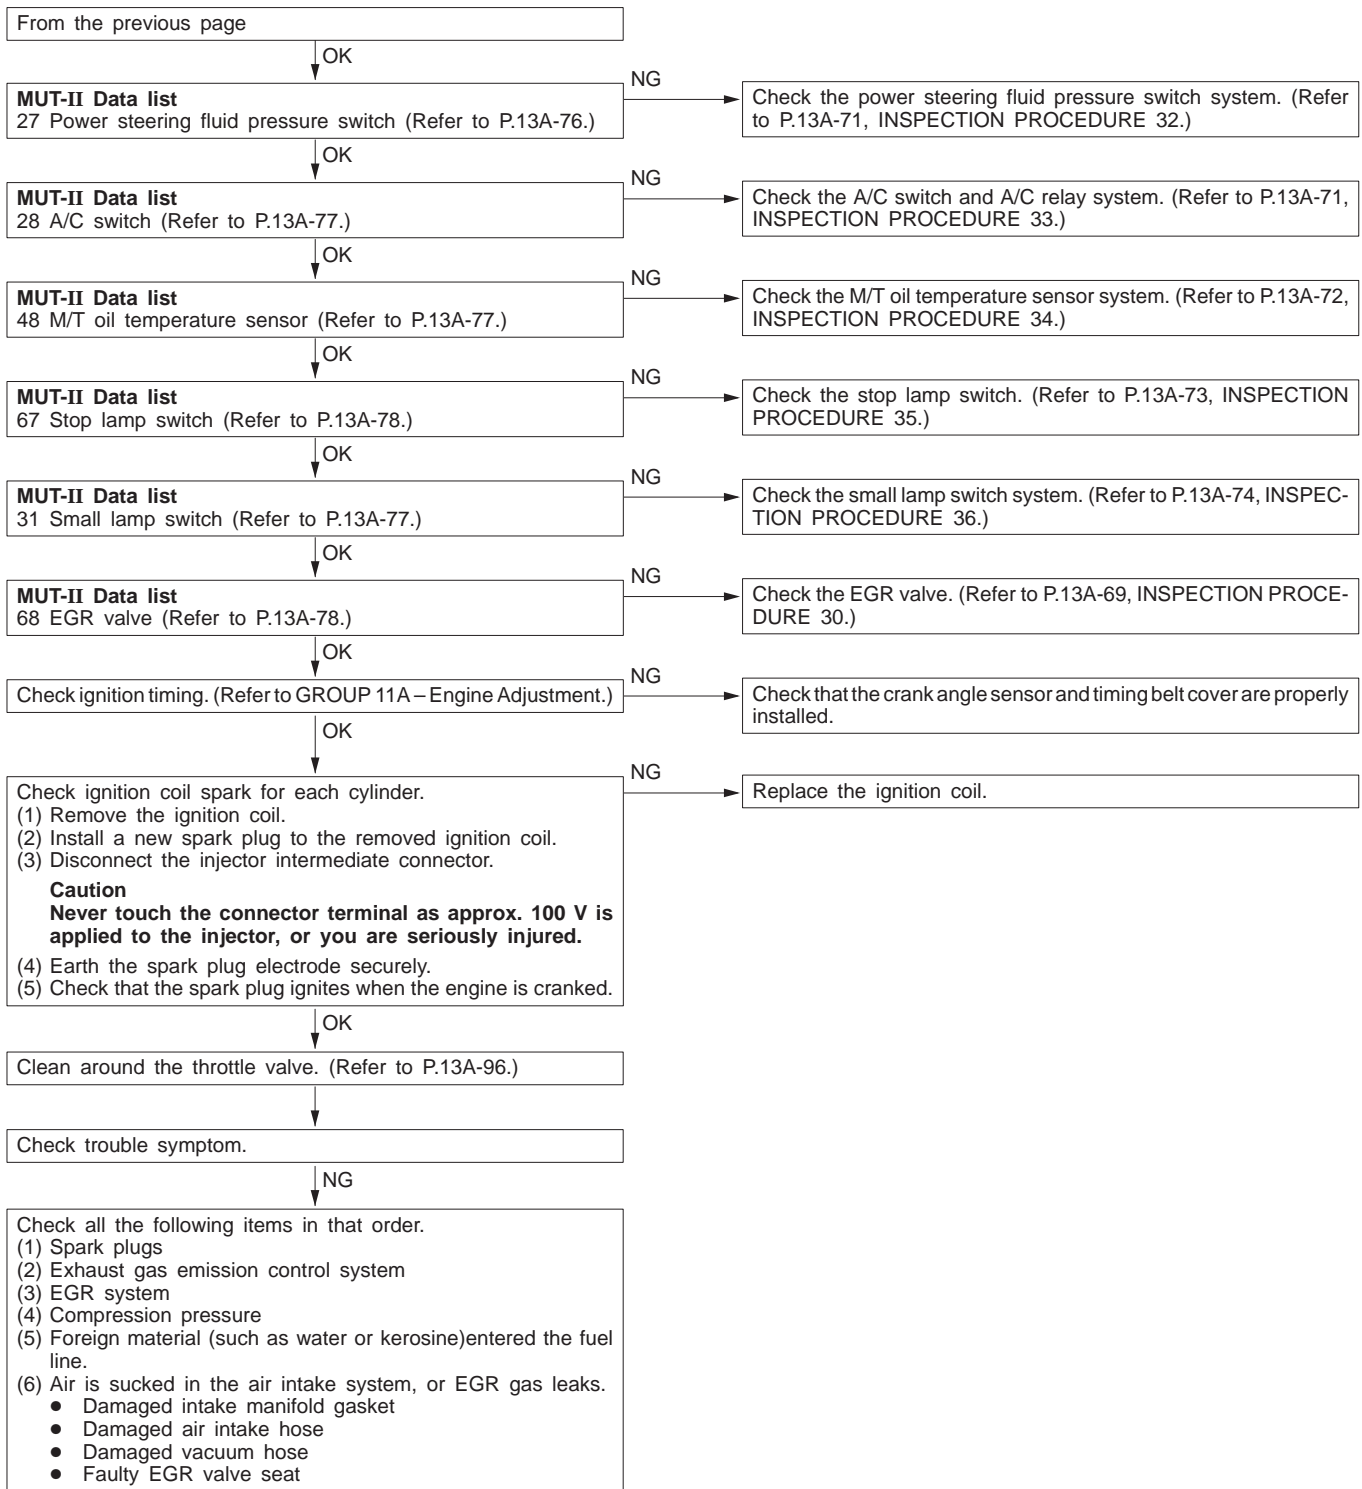 From the previous page
OK
MUT-II Data list
27 Power steering fluid pressure switch (Refer to P.13A-76.)
NG
Check the power steering fluid pressure switch system. (Refer
to P.13A-71, INSPECTION PROCEDURE 32.)
OK
MUT-II Data list
28 A/C switch (Refer to P.13A-77.)
NG
Check the A/C switch and A/C relay system. (Refer to P.13A-71,
INSPECTION PROCEDURE 33.)
OK
MUT-II Data list
48 M/T oil temperature sensor (Refer to P.13A-77.)
NG
Check the M/T oil temperature sensor system. (Refer to P.13A-72,
INSPECTION PROCEDURE 34.)
OK
MUT-II Data list
67 Stop lamp switch (Refer to P.13A-78.)
NG
Check the stop lamp switch. (Refer to P.13A-73, INSPECTION
PROCEDURE 35.)
OK
MUT-II Data list
31 Small lamp switch (Refer to P.13A-77.)
NG
Check the small lamp switch system. (Refer to P.13A-74, INSPEC-
TION PROCEDURE 36.)
OK
MUT-II Data list
68 EGR valve (Refer to P.13A-78.)
NG
Check the EGR valve. (Refer to P.13A-69, INSPECTION PROCE-
DURE 30.)
OK
Check ignition timing. (Refer to GROUP 11A – Engine Adjustment.)
NG
Check that the crank angle sensor and timing belt cover are properly
installed.
OK
Check ignition coil spark for each cylinder.
(1) Remove the ignition coil.
(2) Install a new spark plug to the removed ignition coil.
(3) Disconnect the injector intermediate connector.
Caution
Never touch the connector terminal as approx. 100 V is
applied to the injector, or you are seriously injured.
(4) Earth the spark plug electrode securely.
(5) Check that the spark plug ignites when the engine is cranked.
NG
Replace the ignition coil.
OK
Clean around the throttle valve. (Refer to P.13A-96.)
Check trouble symptom.
NG
Check all the following items in that order.
(1) Spark plugs
(2) Exhaust gas emission control system
(3) EGR system
(4) Compression pressure
(5) Foreign material (such as water or kerosine)entered the fuel
line.
(6) Air is sucked in the air intake system, or EGR gas leaks.
● Damaged intake manifold gasket
● Damaged air intake hose
● Damaged vacuum hose
● Faulty EGR valve seat